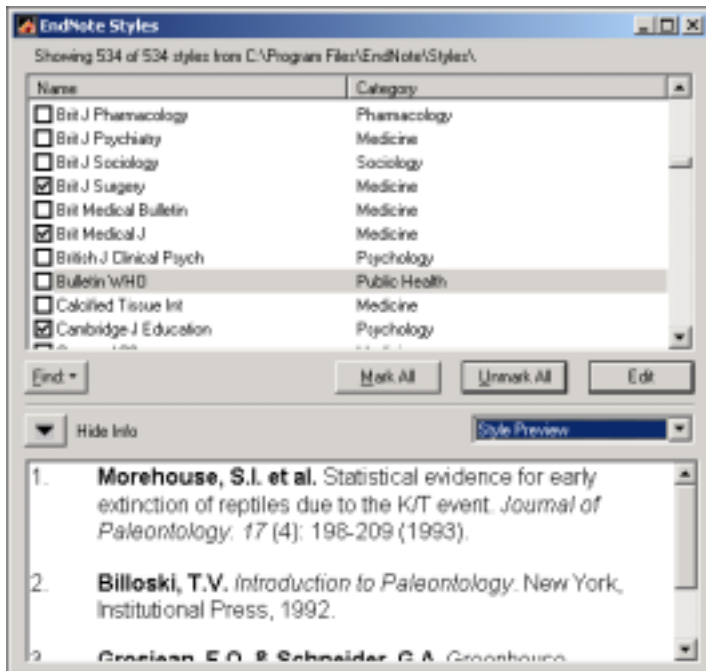 EndNote Styles
Showing 534 of 534 styles from C:\Program Files\EndNote\Styles\.
Name Category
Brit J Pharmacology Pharmacology
Brit J Psychiatry Medicine
Brit J Sociology Sociology
Brit J Surgery Medicine
Brit Medical Bulletin Medicine
Brit Medical J Medicine
British J Clinical Psych Psychology
Bulletin WHO Public Health
Calcified Tissue Int Medicine
Cambridge J Education Psychology
Find Mark All Unmark All Edit
Hide Info Style Preview
1. Morehouse, S.I. et al. Statistical evidence for early
extinction of reptiles due to the K/T event. Journal of
Paleontology. 17 (4): 198-209 (1993).
2. Billoski, T.V. Introduction to Paleontology. New York,
Institutional Press, 1992.
3. Grosjean, F.O. & Schneider, G.A. Greenhouse